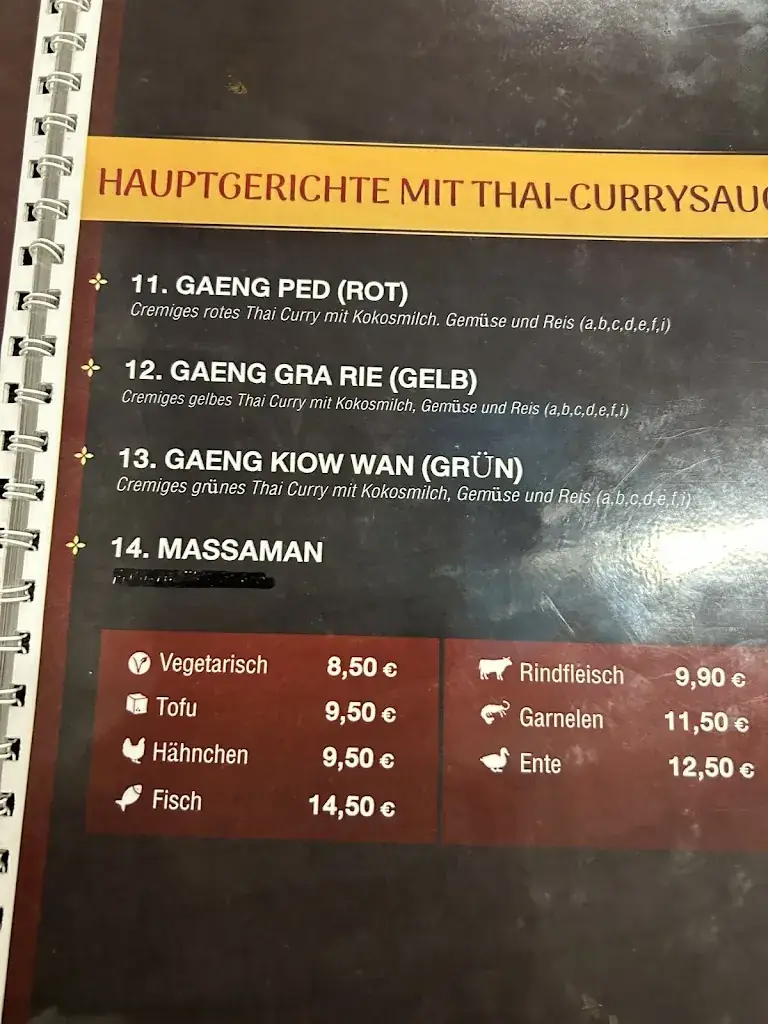 HAUPTGERICHTE MIT THAI-CURRYSAUC
11. GAENG PED (ROT)
Cremiges rotes Thai Curry mit Kokosmilch. Gemüse und Reis (a,b,c,d,e,f,i)
12. GAENG GRA RIE (GELB)
Cremiges gelbes Thai Curry mit Kokosmilch, Gemüse und Reis (a,b,c,d,e,f,i)
13. GAENG KIOW WAN (GRÜN)
Cremiges grünes Thai Curry mit Kokosmilch, Gemüse und Reis (a,b,c,d,e,f,i)
14. MASSAMAN
Vegetarisch 8,50 €
Tofu 9,50 €
Hähnchen 9,50 €
Fisch 14,50 €
Rindfleisch 9,90 €
Garnelen 11,50 €
Ente 12,50 €